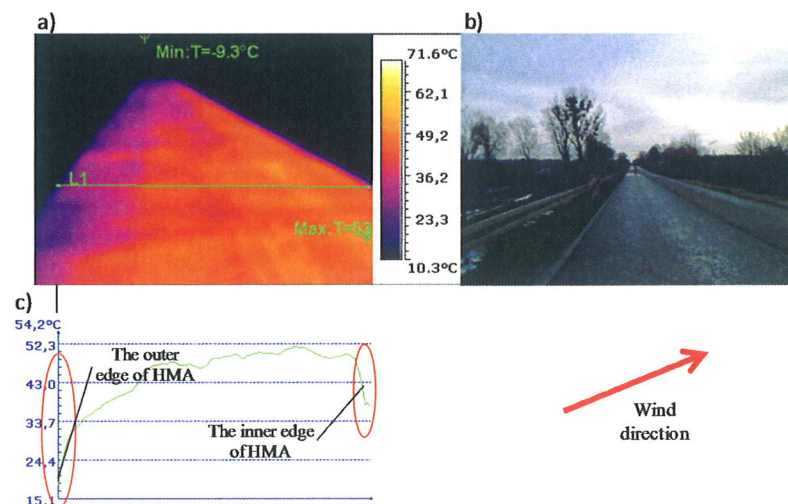 a)
b)
Min:T=-9.3°C
L1
Max:T=63
71.6°C
62,1
49,2
36,2
23,3
10.3°C
c)
54,2°C
52,3
43,0
33,7
24,4
15,1
The outer
edge of HMA
The inner edge
of HMA
Wind
direction